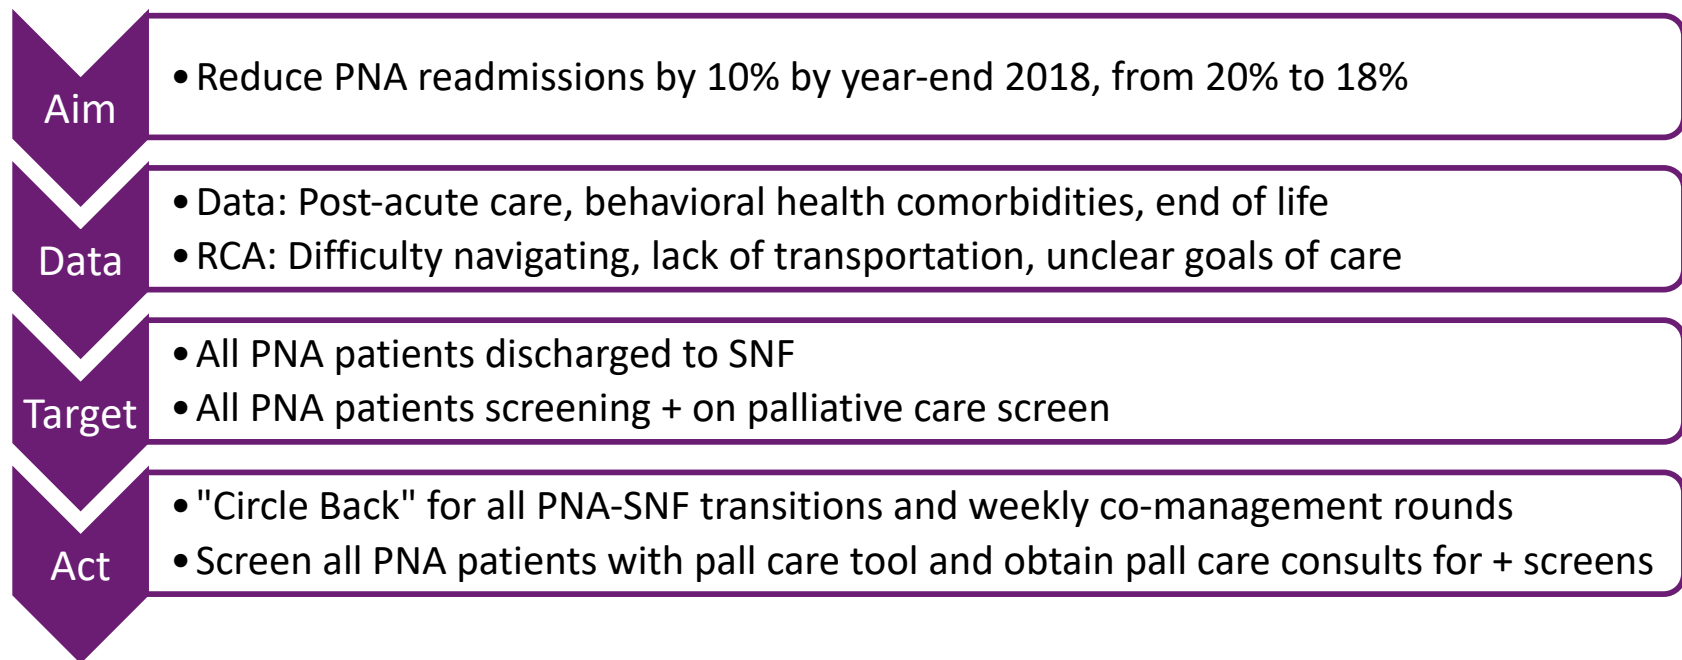 Aim
• Reduce PNA readmissions by 10% by year-end 2018, from 20% to 18%
Data
• Data: Post-acute care, behavioral health comorbidities, end of life
• RCA: Difficulty navigating, lack of transportation, unclear goals of care
Target
• All PNA patients discharged to SNF
• All PNA patients screening + on palliative care screen
Act
• "Circle Back" for all PNA-SNF transitions and weekly co-management rounds
• Screen all PNA patients with pall care tool and obtain pall care consults for + screens